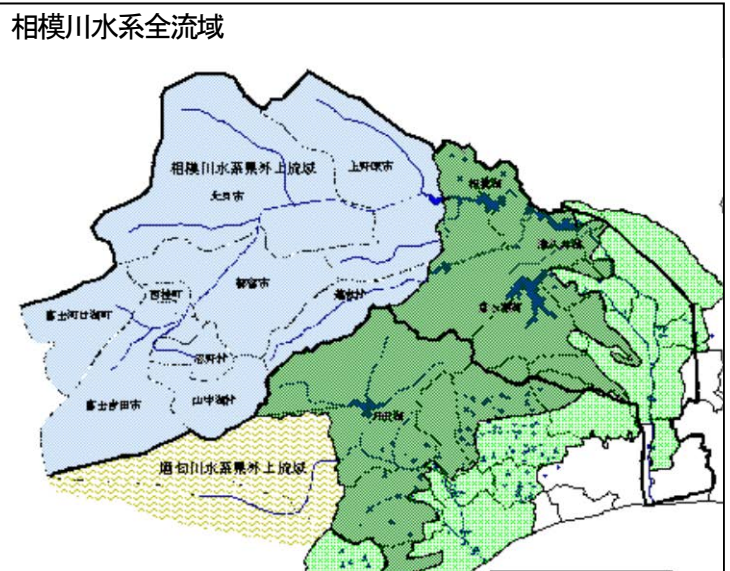 相模川水系全流域
上野原市
相模川水系県外上流域
相模湖
大月市
津久井湖
西桂町
都留市
道志村
宮ヶ瀬湖
富士河口湖町
忍野村
富士吉田市
山中湖村
丹沢湖
酒匂川水系県外上流域